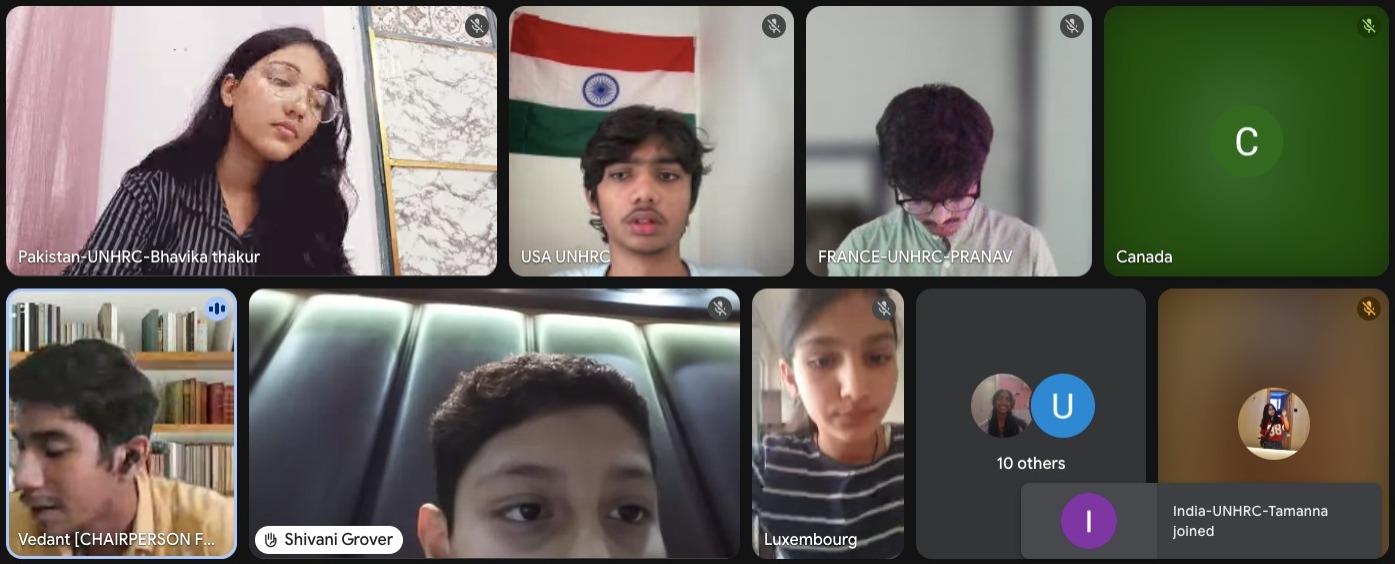 Pakistan-UNHRC-Bhavika thakur
USA UNHRC
FRANCE-UNHRC-PRANAV
C
Canada
Vedant [CHAIRPERSON F...
Shivani Grover
Luxembourg
U
10 others
I
India-UNHRC-Tamanna
joined